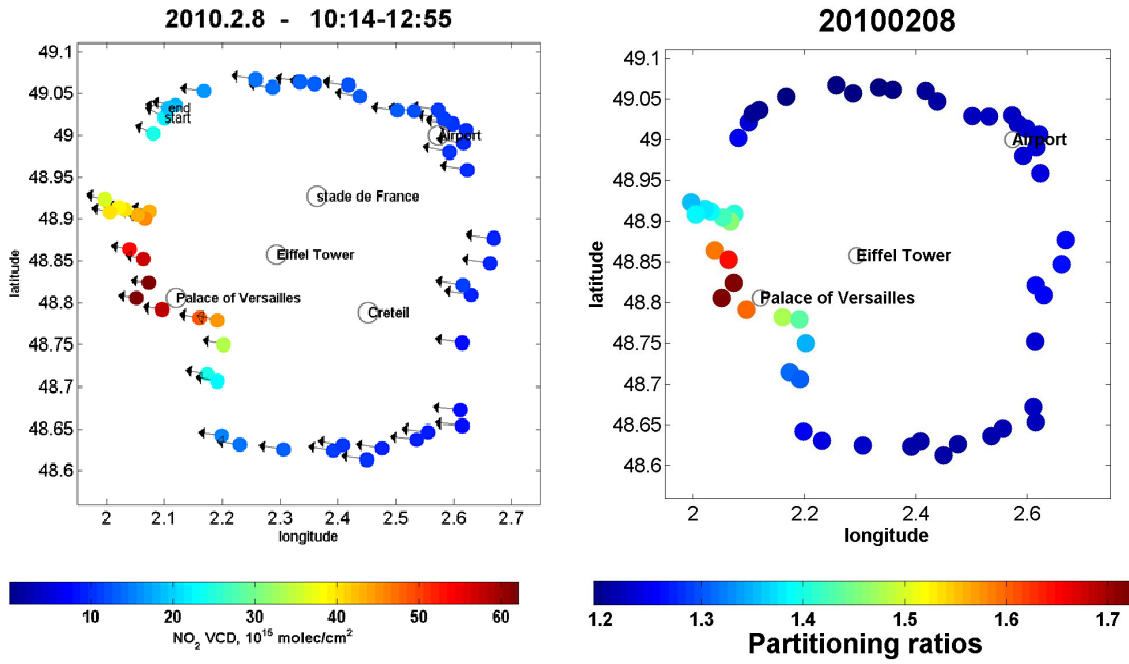 2010.2.8 - 10:14-12:55
49.1
49.05
49
48.95
48.9
48.85
48.8
48.75
48.7
48.65
48.6
latitude
end
start
Airport
stade de France
Eiffel Tower
Palace of Versailles
Creteil
2 2.1 2.2 2.3 2.4 2.5 2.6 2.7
longitude
10 20 30 40 50 60
NO2 VCD, 10^15 molec/cm^2
20100208
49.1
49.05
49
48.95
48.9
48.85
48.8
48.75
48.7
48.65
48.6
latitude
Airport
Eiffel Tower
Palace of Versailles
2 2.2 2.4 2.6
longitude
1.2 1.3 1.4 1.5 1.6 1.7
Partitioning ratios